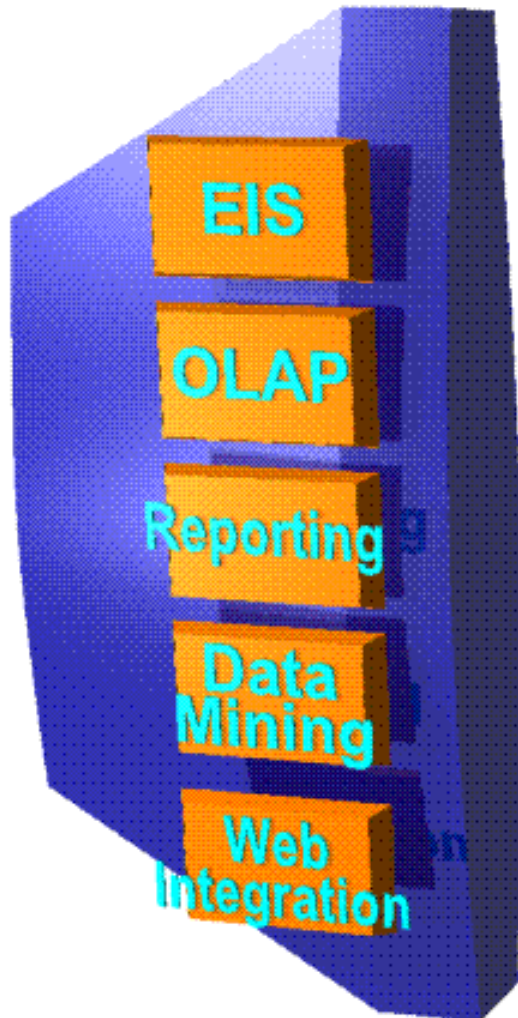 EIS
OLAP
Reporting
Data
Mining
Web
Integration